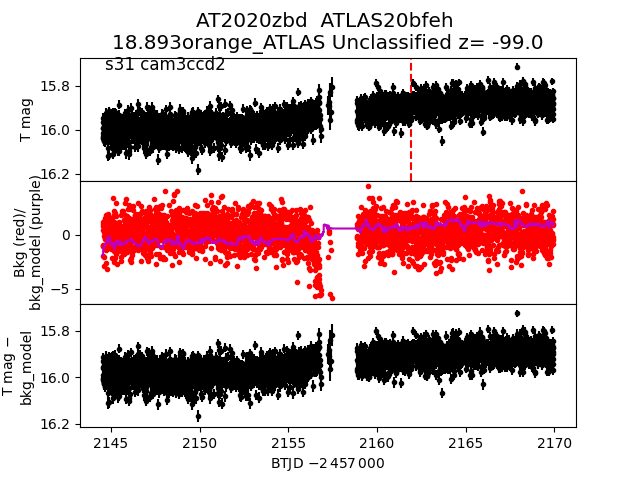 AT2020zbd  ATLAS20bfeh
18.893orange_ATLAS Unclassified z= -99.0
s31 cam3ccd2
15.8
16.0
16.2
T mag
0
−5
Bkg (red)/
bkg_model (purple)
15.8
16.0
16.2
T mag −
bkg_model
2145 2150 2155 2160 2165 2170
BTJD −2 457 000